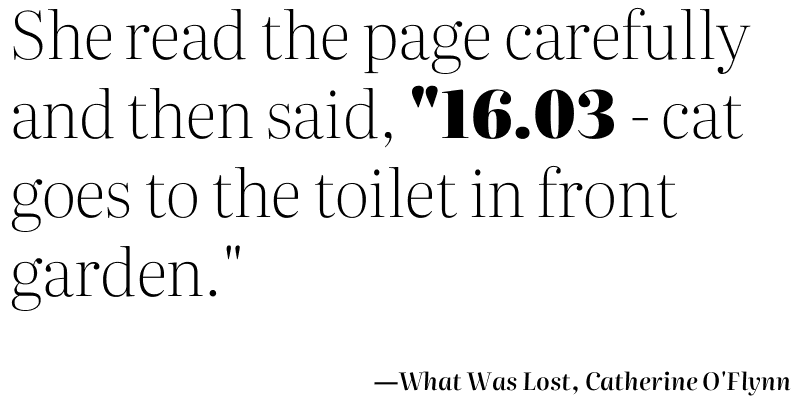 She read the page carefully
and then said, "16.03 - cat
goes to the toilet in front
garden."
—What Was Lost, Catherine O'Flynn